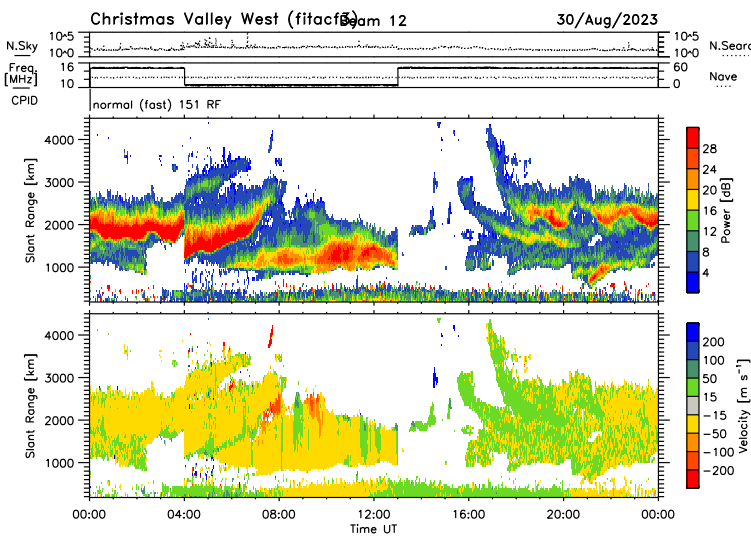 Christmas Valley West (fitacf3) Beam 12 30/Aug/2023
N.Sky 10^5 10^0 10^5 10^0 N.Searc
Freq. [MHz] 16 10 60 0 Nave
CPID normal (fast) 151 RF
Slant Range [km] 4000 3000 2000 1000
28 24 20 16 12 8 4 Power [dB]
Slant Range [km] 4000 3000 2000 1000
200 100 50 15 -15 -50 -100 -200 Velocity [m s⁻¹]
00:00 04:00 08:00 12:00 16:00 20:00 00:00
Time UT